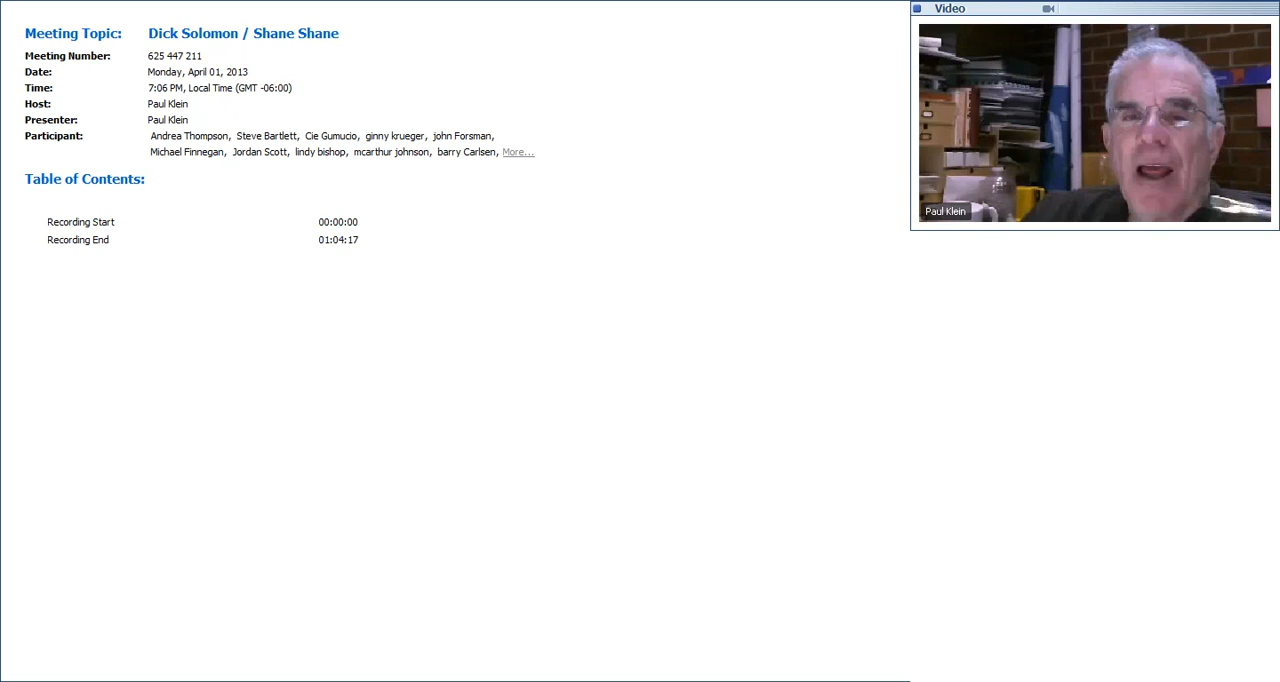 Meeting Topic: Dick Solomon / Shane Shane
Meeting Number: 625 447 211
Date: Monday, April 01, 2013
Time: 7:06 PM, Local Time (GMT -06:00)
Host: Paul Klein
Presenter: Paul Klein
Participant: Andrea Thompson, Steve Bartlett, Cie Gumucio, ginny krueger, john Forsman,
Michael Finnegan, Jordan Scott, lindy bishop, mcarthur johnson, barry Carlsen, More...
Table of Contents:
Recording Start 00:00:00
Recording End 01:04:17
Video
Paul Klein